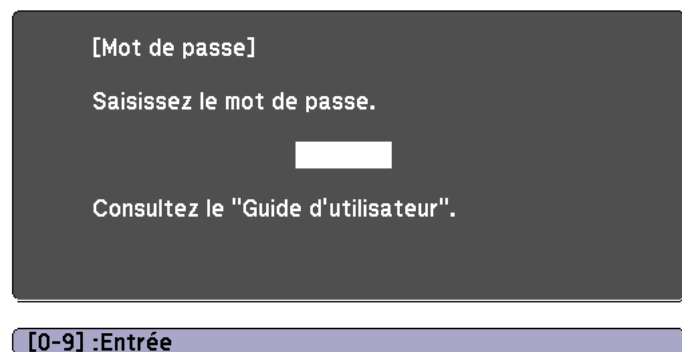 [Mot de passe]
Saisissez le mot de passe.
Consultez le "Guide d'utilisateur".
[0-9] :Entrée